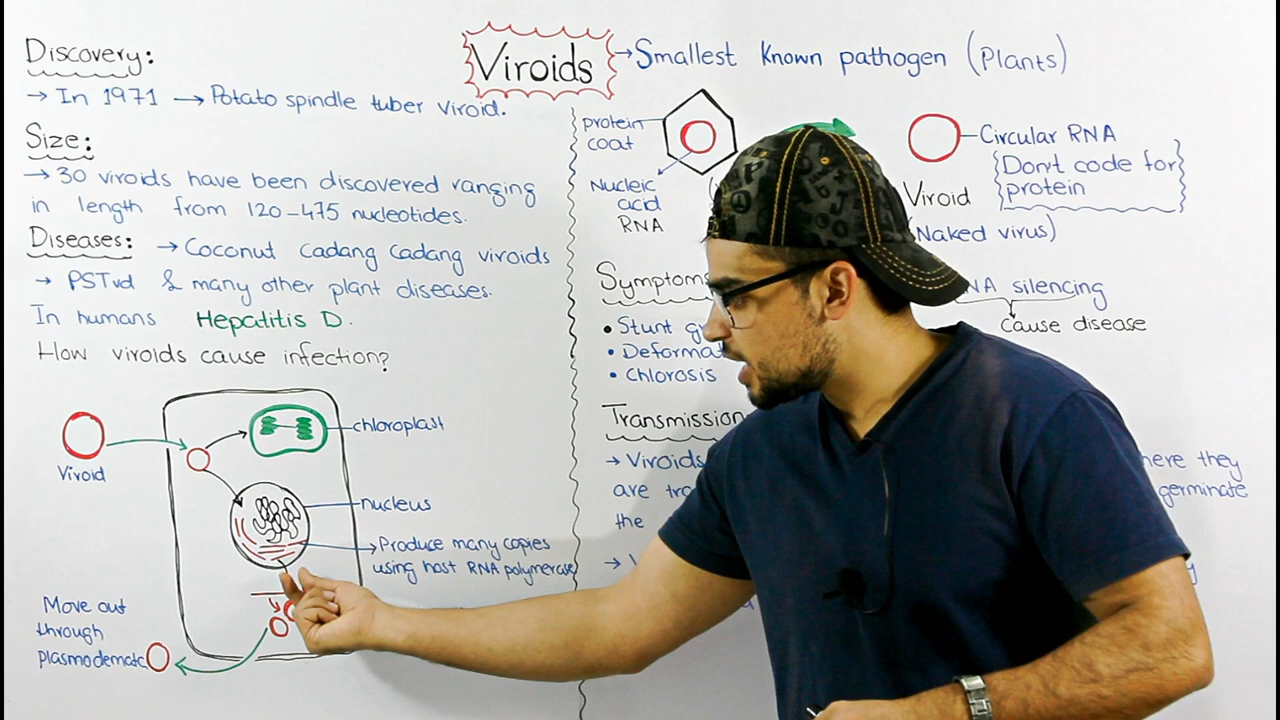 Viroids → Smallest Known pathogen (Plants)
Discovery:
→ In 1971 → Potato spindle tuber viroid.
Size:
→ 30 viroids have been discovered ranging
in length from 120-475 nucleotides.
Diseases: → Coconut Cadang Cadang viroids
→ PSTvd & many other plant diseases.
In humans Hepatitis D.
How viroids cause infection?
Viroid
chloroplast
nucleus
→ Produce many copies
using host RNA polymerase
Move out
through
plasmodemata
protein
coat
Nucleic
acid
RNA
Circular RNA
Don't code for
protein
Viroid
(Naked virus)
Symptoms
• Stunt
• Deformat
• Chlorosis
silencing
Cause disease
Transmission
→ Viroids
here they
are
germinate
the